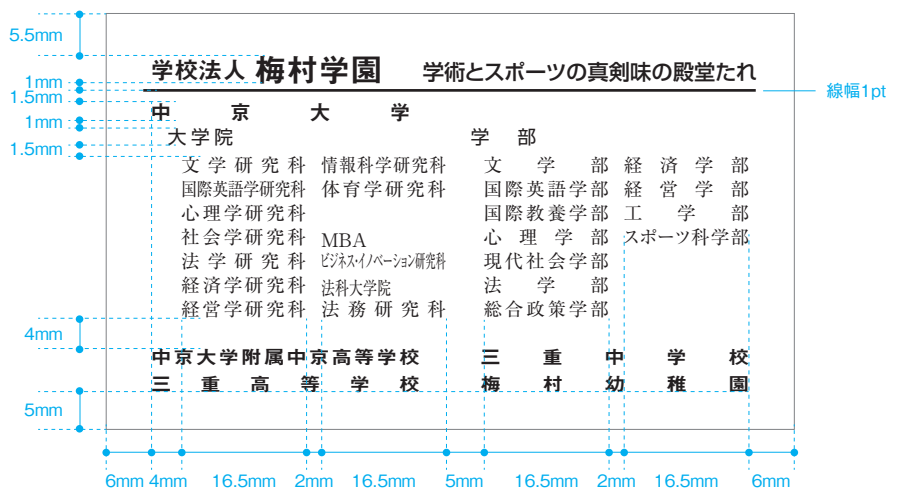 5.5mm
学校法人 梅村学園 学術とスポーツの真剣味の殿堂たれ
1mm
線幅1pt
1.5mm
中京大学
1mm
大学院 学部
1.5mm
文学研究科 情報科学研究科 文学部 経済学部
国際英語学研究科 体育学研究科 国際英語学部 経営学部
心理学研究科 国際教養学部 工学部
社会学研究科 MBA 心理学部 スポーツ科学部
法学研究科 ビジネス・イノベーション研究科 現代社会学部
経済学研究科 法科大学院 法学部
経営学研究科 法務研究科 総合政策学部
4mm
中京大学附属中京高等学校 三重中学校
三重高等学校 梅村幼稚園
5mm
6mm 4mm 16.5mm 2mm 16.5mm 5mm 16.5mm 2mm 16.5mm 6mm